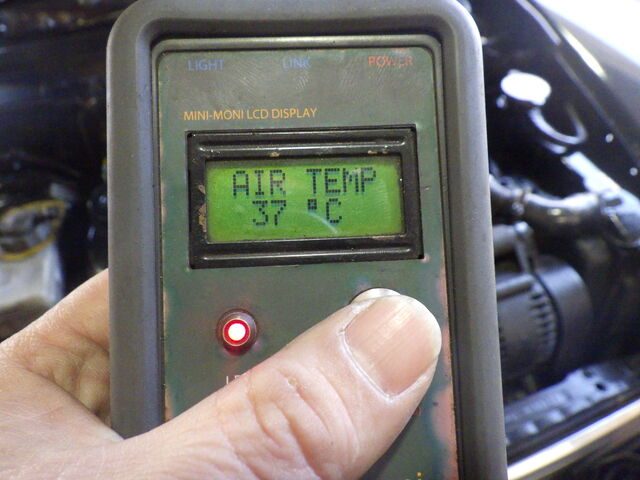 LIGHT LINK POWER
MINI-MONI LCD DISPLAY
AIR TEMP
37 °C